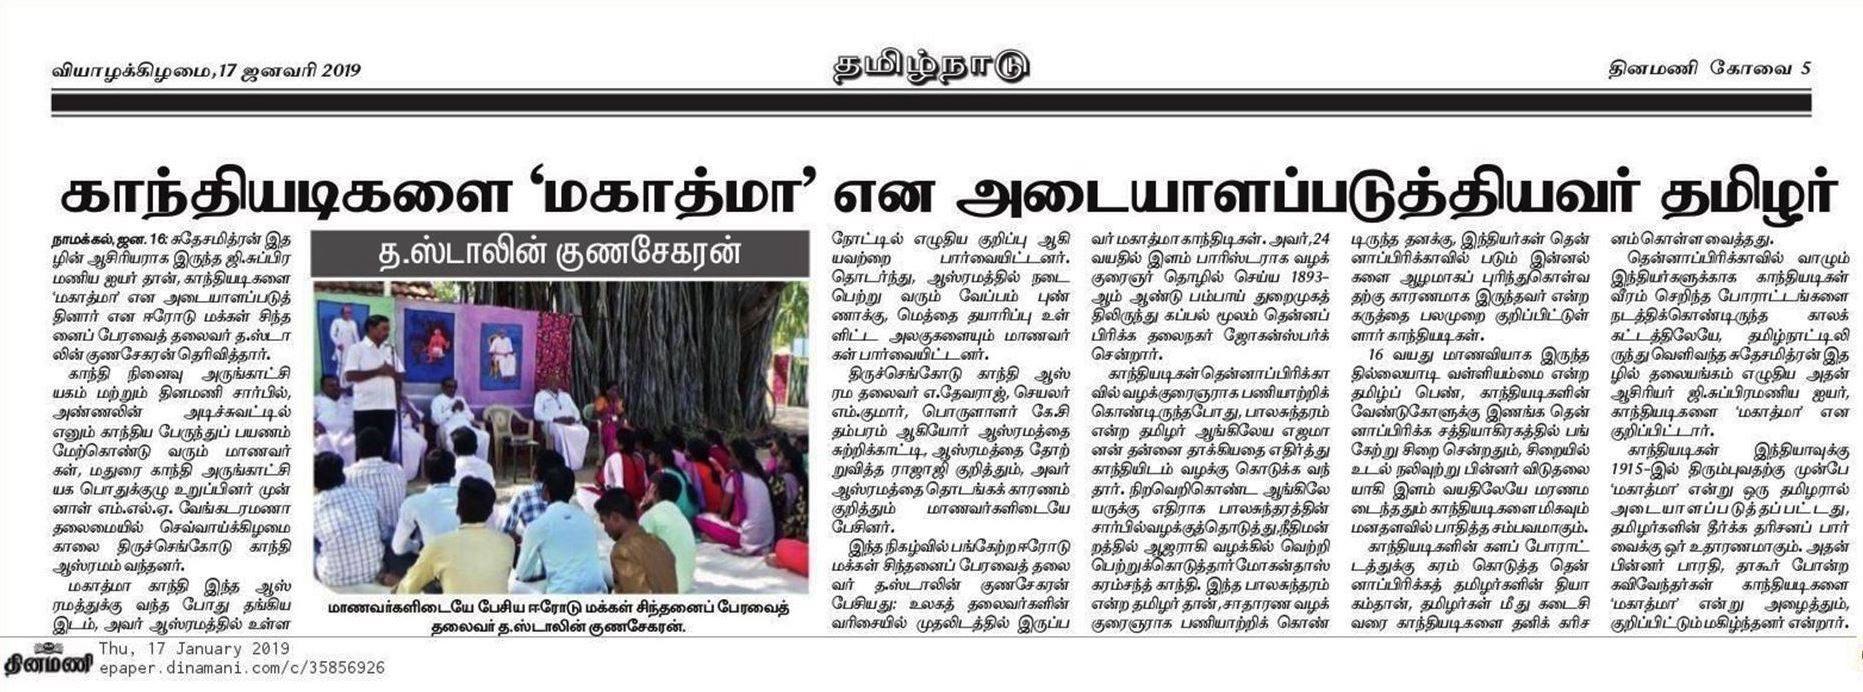 வியாழக்கிழமை,17 ஜனவரி 2019
தமிழ்நாடு
தினமணி கோவை 5
காந்தியடிகளை ‘மகாத்மா’ என அடையாளப்படுத்தியவர் தமிழர்
த.ஸ்டாலின் குணசேகரன்
நாமக்கல், ஜன. 16: சுதேசமித்ரன் இத
ழின் ஆசிரியராக இருந்த ஜி.சுப்பிர
மணிய ஐயர் தான், காந்தியடிகளை
‘மகாத்மா’ என அடையாளப்படுத்
தினார் என ஈரோடு மக்கள் சிந்த
னைப் பேரவைத் தலைவர் த.ஸ்டா
லின் குணசேகரன் தெரிவித்தார்.
காந்தி நினைவு அருங்காட்சி
யகம் மற்றும் தினமணி சார்பில்,
அண்ணலின் அடிச்சுவட்டில்
எனும் காந்திய பேருந்துப் பயணம்
மேற்கொண்டு வரும் மாணவர்
கள், மதுரை காந்தி அருங்காட்சி
யக பொதுக்குழு உறுப்பினர் முன்
னாள் எம்.எல்.ஏ. வேங்கடரமணா
தலைமையில் செவ்வாய்க்கிழமை
காலை திருச்செங்கோடு காந்தி
ஆஸ்ரமம் வந்தனர்.
மகாத்மா காந்தி இந்த ஆஸ்
ரமத்துக்கு வந்த போது தங்கிய
இடம், அவர் ஆஸ்ரமத்தில் உள்ள
மாணவர்களிடையே பேசிய ஈரோடு மக்கள் சிந்தனைப் பேரவைத்
தலைவர் த.ஸ்டாலின் குணசேகரன்.
நோட்டில் எழுதிய குறிப்பு ஆகி
யவற்றை பார்வையிட்டனர்.
தொடர்ந்து, ஆஸ்ரமத்தில் நடை
பெற்று வரும் வேப்பம் புண்
ணாக்கு, மெத்தை தயாரிப்பு உள்
ளிட்ட அலகுகளையும் மாணவர்
கள் பார்வையிட்டனர்.
திருச்செங்கோடு காந்தி ஆஸ்
ரம தலைவர் எ.தேவராஜ், செயலர்
எம்.குமார், பொருளாளர் கே.சி
தம்பரம் ஆகியோர் ஆஸ்ரமத்தை
சுற்றிக்காட்டி, ஆஸ்ரமத்தை தோற்
றுவித்த ராஜாஜி குறித்தும், அவர்
ஆஸ்ரமத்தை தொடங்கக் காரணம்
குறித்தும் மாணவர்களிடையே
பேசினர்.
இந்த நிகழ்வில் பங்கேற்ற ஈரோடு
மக்கள் சிந்தனைப் பேரவைத் தலை
வர் த.ஸ்டாலின் குணசேகரன்
பேசியது: உலகத் தலைவர்களின்
வரிசையில் முதலிடத்தில் இருப்ப
வர் மகாத்மா காந்திடிகள். அவர்,24
வயதில் இளம் பாரிஸ்டராக வழக்
குரைஞர் தொழில் செய்ய 1893-
ஆம் ஆண்டு பம்பாய் துறைமுகத்
திலிருந்து கப்பல் மூலம் தென்னாப்
பிரிக்க தலைநகர் ஜோகன்ஸ்பர்க்
சென்றார்.
காந்தியடிகள் தென்னாப்பிரிக்கா
வில் வழக்குரைஞராக பணியாற்றிக்
கொண்டிருந்தபோது, பாலசுந்தரம்
என்ற தமிழர் ஆங்கிலேய எஜமா
னன் தன்னை தாக்கியதை எதிர்த்து
காந்தியிடம் வழக்கு கொடுக்க வந்
தார். நிறவெறிகொண்ட ஆங்கிலே
யருக்கு எதிராக பாலசுந்தரத்தின்
சார்பில்வழக்குத்தொடுத்து,நீதிமன்
றத்தில் ஆஜராகி வழக்கில் வெற்றி
பெற்றுக்கொடுத்தார் மோகன்தாஸ்
கரம்சந்த் காந்தி. இந்த பாலசுந்தரம்
என்ற தமிழர் தான், சாதாரண வழக்
குரைஞராக பணியாற்றிக் கொண்
டிருந்த தனக்கு, இந்தியர்கள் தென்
னாப்பிரிக்காவில் படும் இன்னல்
களை ஆழமாகப் புரிந்துகொள்வ
தற்கு காரணமாக இருந்தவர் என்ற
கருத்தை பலமுறை குறிப்பிட்டுள்
ளார் காந்தியடிகள்.
16 வயது மாணவியாக இருந்த
தில்லையாடி வள்ளியம்மை என்ற
தமிழ்ப் பெண், காந்தியடிகளின்
வேண்டுகோளுக்கு இணங்க தென்
னாப்பிரிக்க சத்தியாகிரகத்தில் பங்
கேற்று சிறை சென்றதும், சிறையில்
உடல் நலிவுற்று பின்னர் விடுதலை
யாகி இளம் வயதிலேயே மரணம
டைந்ததும் காந்தியடிகளை மிகவும்
மனதளவில் பாதித்த சம்பவமாகும்.
காந்தியடிகளின் களப் போராட்
டத்துக்கு கரம் கொடுத்த தென்
னாப்பிரிக்கத் தமிழர்களின் தியா
கம்தான், தமிழர்கள் மீது கடைசி
வரை காந்தியடிகளை தனிக் கரிச
னம்கொள்ள வைத்தது.
தென்னாப்பிரிக்காவில் வாழும்
இந்தியர்களுக்காக காந்தியடிகள்
வீரம் செறிந்த போராட்டங்களை
நடத்திக்கொண்டிருந்த காலக்
கட்டத்திலேயே, தமிழ்நாட்டிலி
ருந்து வெளிவந்த சுதேசமித்ரன் இத
ழில் தலையங்கம் எழுதிய அதன்
ஆசிரியர் ஜி.சுப்பிரமணிய ஐயர்,
காந்தியடிகளை ‘மகாத்மா’ என
குறிப்பிட்டார்.
காந்தியடிகள் இந்தியாவுக்கு
1915-இல் திரும்புவதற்கு முன்பே
‘மகாத்மா’ என்று ஒரு தமிழரால்
அடையாளப்படுத்தப்பட்டது,
தமிழர்களின் தீர்க்க தரிசனப் பார்
வைக்கு ஓர் உதாரணமாகும். அதன்
பின்னர் பாரதி, தாகூர் போன்ற
கவிவேந்தர்கள் காந்தியடிகளை
‘மகாத்மா’ என்று அழைத்தும்,
குறிப்பிட்டும் மகிழ்ந்தனர் என்றார்.
தினமணி
Thu, 17 January 2019
epaper.dinamani.com/c/35856926